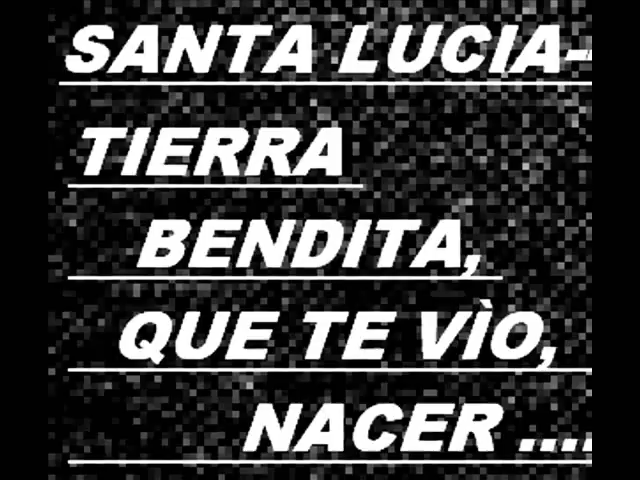 SANTA LUCIA-
TIERRA
BENDITA,
QUE TE VÌO,
NACER ....